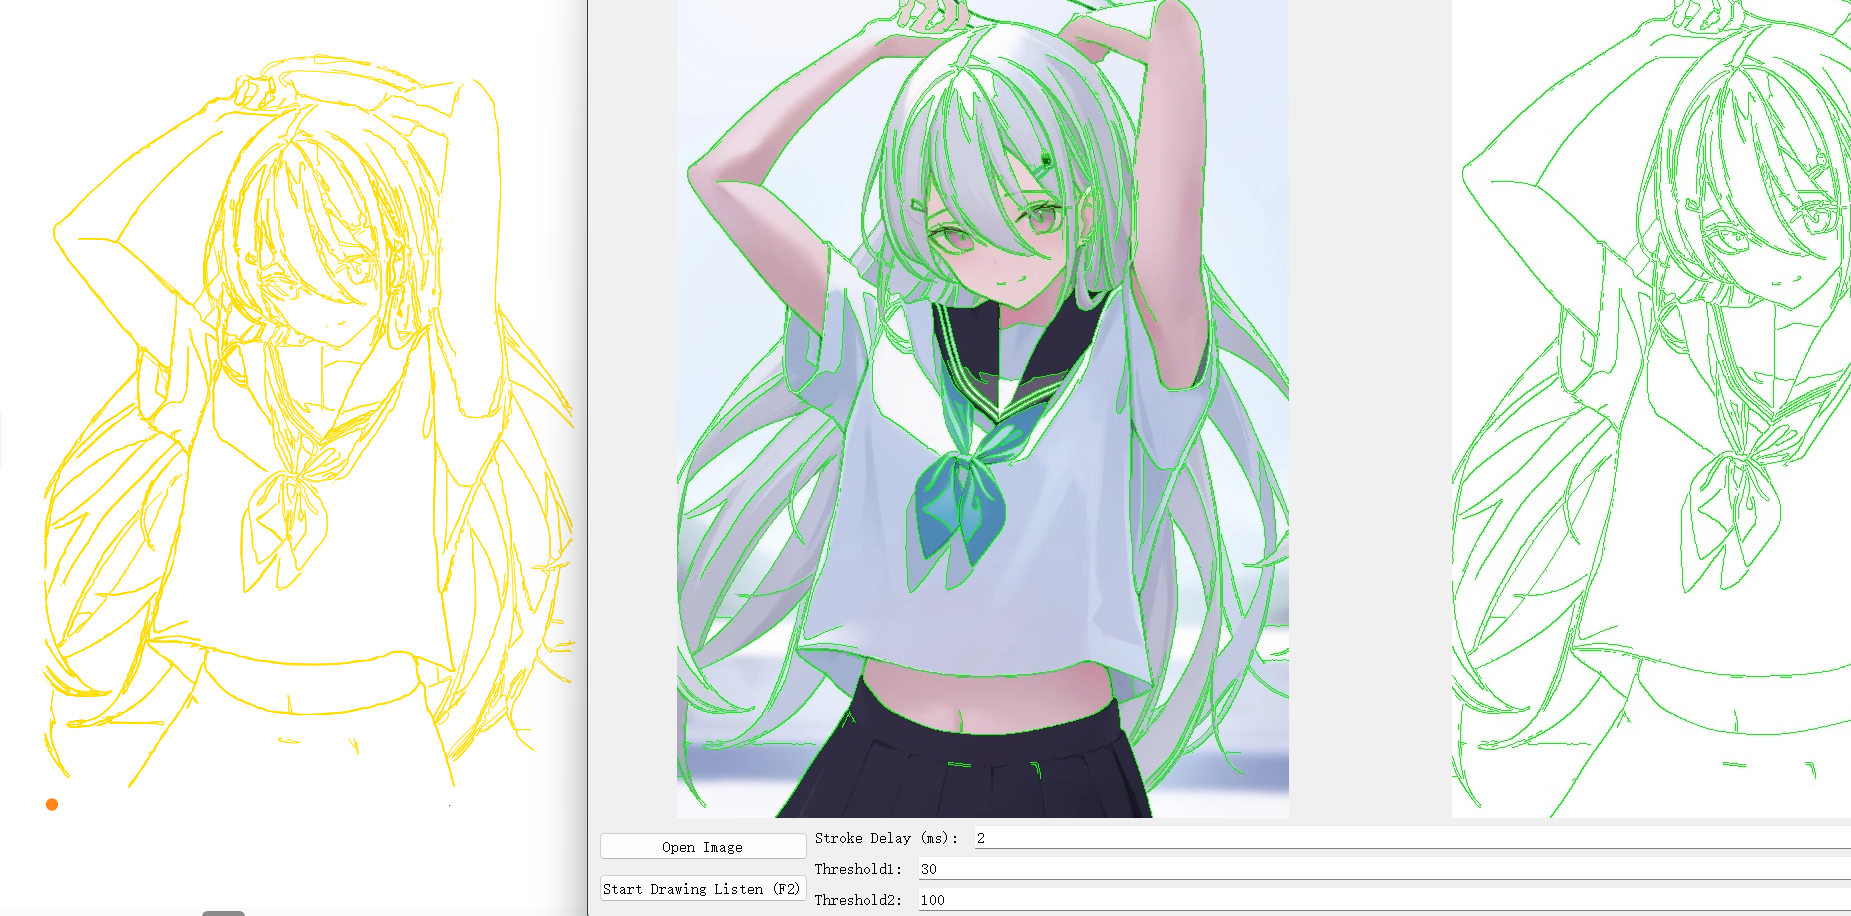 Open Image
Stroke Delay (ms): 2
Threshold1: 30
Start Drawing Listen (F2)
Threshold2: 100